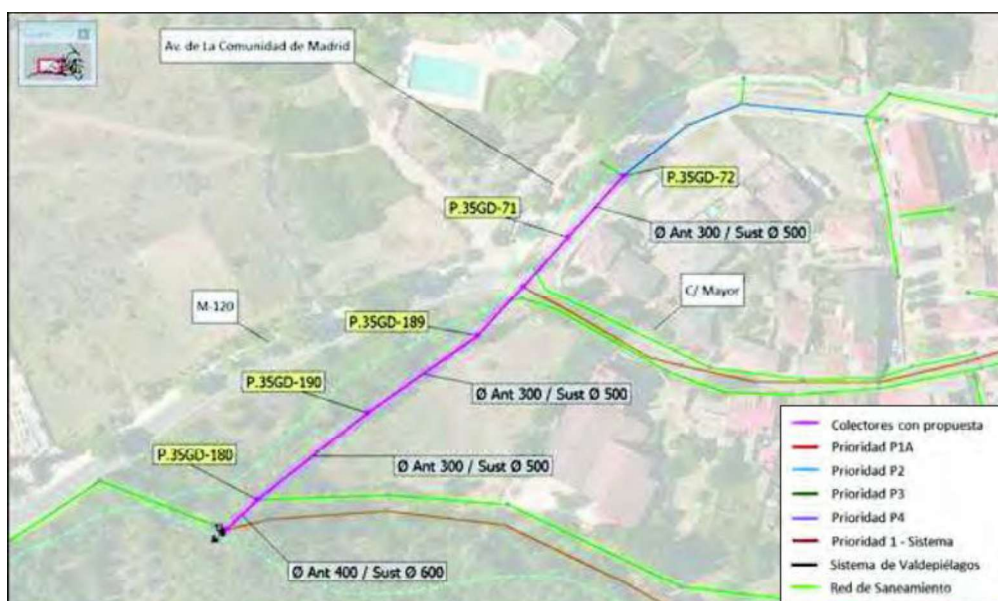 Av. de La Comunidad de Madrid
P.35GD-72
P.35GD-71
Ø Ant 300 / Sust Ø 500
C/ Mayor
M-120
P.35GD-189
P.35GD-190
Ø Ant 300 / Sust Ø 500
P.35GD-180
Ø Ant 300 / Sust Ø 500
Ø Ant 400 / Sust Ø 600
Colectores con propuesta
Prioridad P1A
Prioridad P2
Prioridad P3
Prioridad P4
Prioridad 1 - Sistema
Sistema de Valdepiélagos
Red de Saneamiento